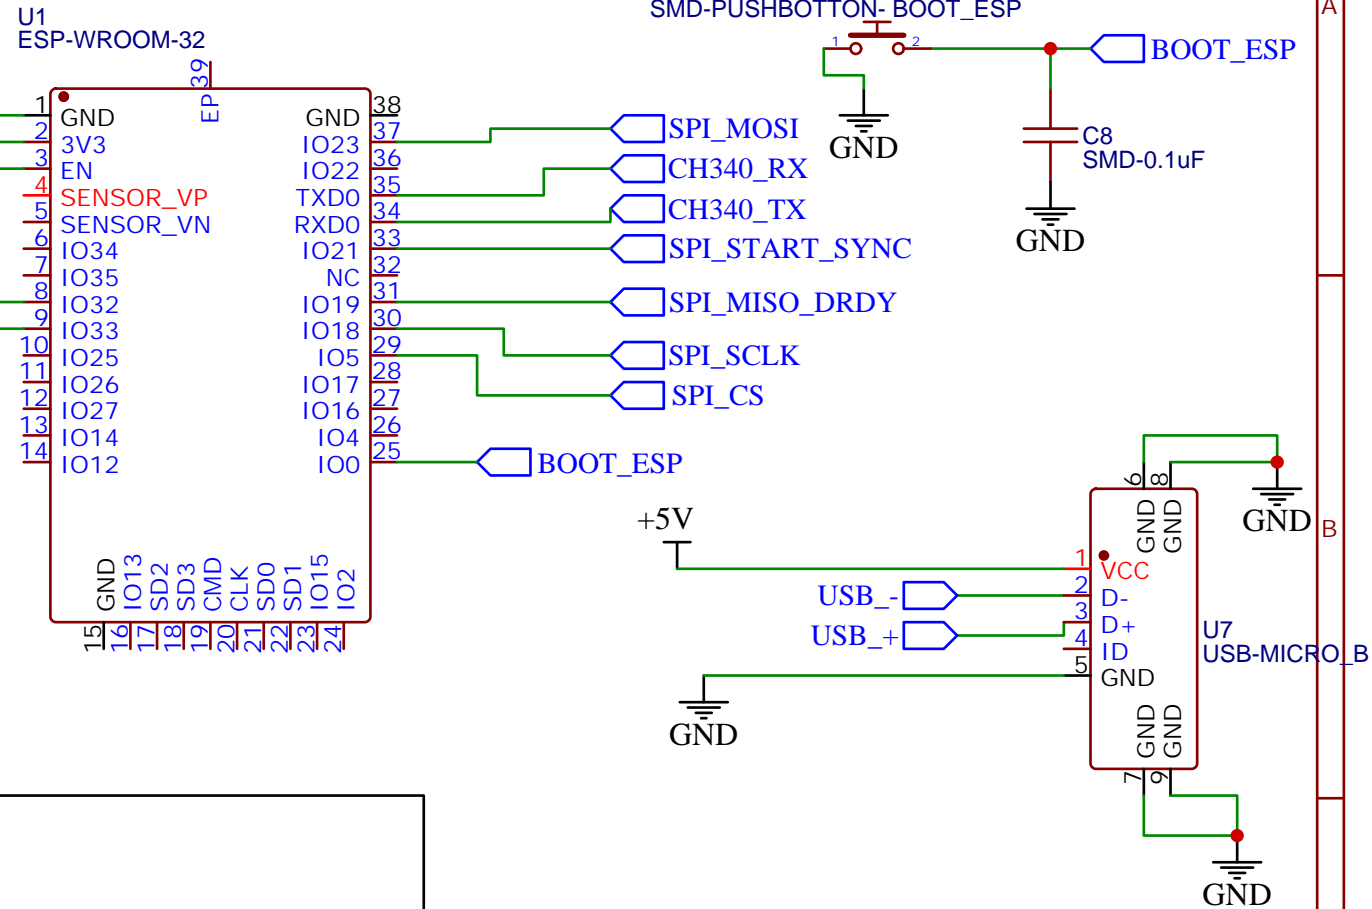 U1
ESP-WROOM-32
SMD-PUSHBOTTON- BOOT_ESP
A
1 2
BOOT_ESP
GND
C8
SMD-0.1uF
GND
39
EP
1 GND
2 3V3
3 EN
4 SENSOR_VP
5 SENSOR_VN
6 IO34
7 IO35
8 IO32
9 IO33
10 IO25
11 IO26
12 IO27
13 IO14
14 IO12
GND 38
IO23 37 SPI_MOSI
IO22 36
TXD0 35 CH340_RX
RXD0 34 CH340_TX
IO21 33 SPI_START_SYNC
NC 32
IO19 31 SPI_MISO_DRDY
IO18 30 SPI_SCLK
IO5 29 SPI_CS
IO17 28
IO16 27
IO4 26
IO0 25 BOOT_ESP
GND 15
IO13 16
SD2 17
SD3 18
CMD 19
CLK 20
SD0 21
SD1 22
IO15 23
IO2 24
B
+5V
USB_-
USB_+
GND
6 GND
8 GND
GND
1 VCC
2 D-
3 D+
4 ID
5 GND
U7
USB-MICRO_B
GND 7
GND 9
GND